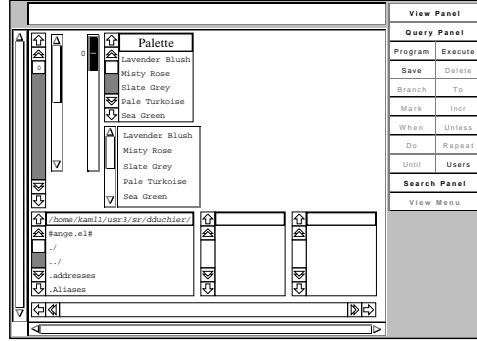 View Panel
Query Panel
Program Execute
Save Delete
Branch To
Mark Incr
When Unless
Do Repeat
Until Users
Search Panel
View Menu
0
0
Palette
Lavender Blush
Misty Rose
Slate Grey
Pale Turkoise
Sea Green
Lavender Blush
Misty Rose
Slate Grey
Pale Turkoise
Sea Green
/home/kaml1/usr3/sr/dduchier/
#ange.el#
./
../
.addresses
.Aliases